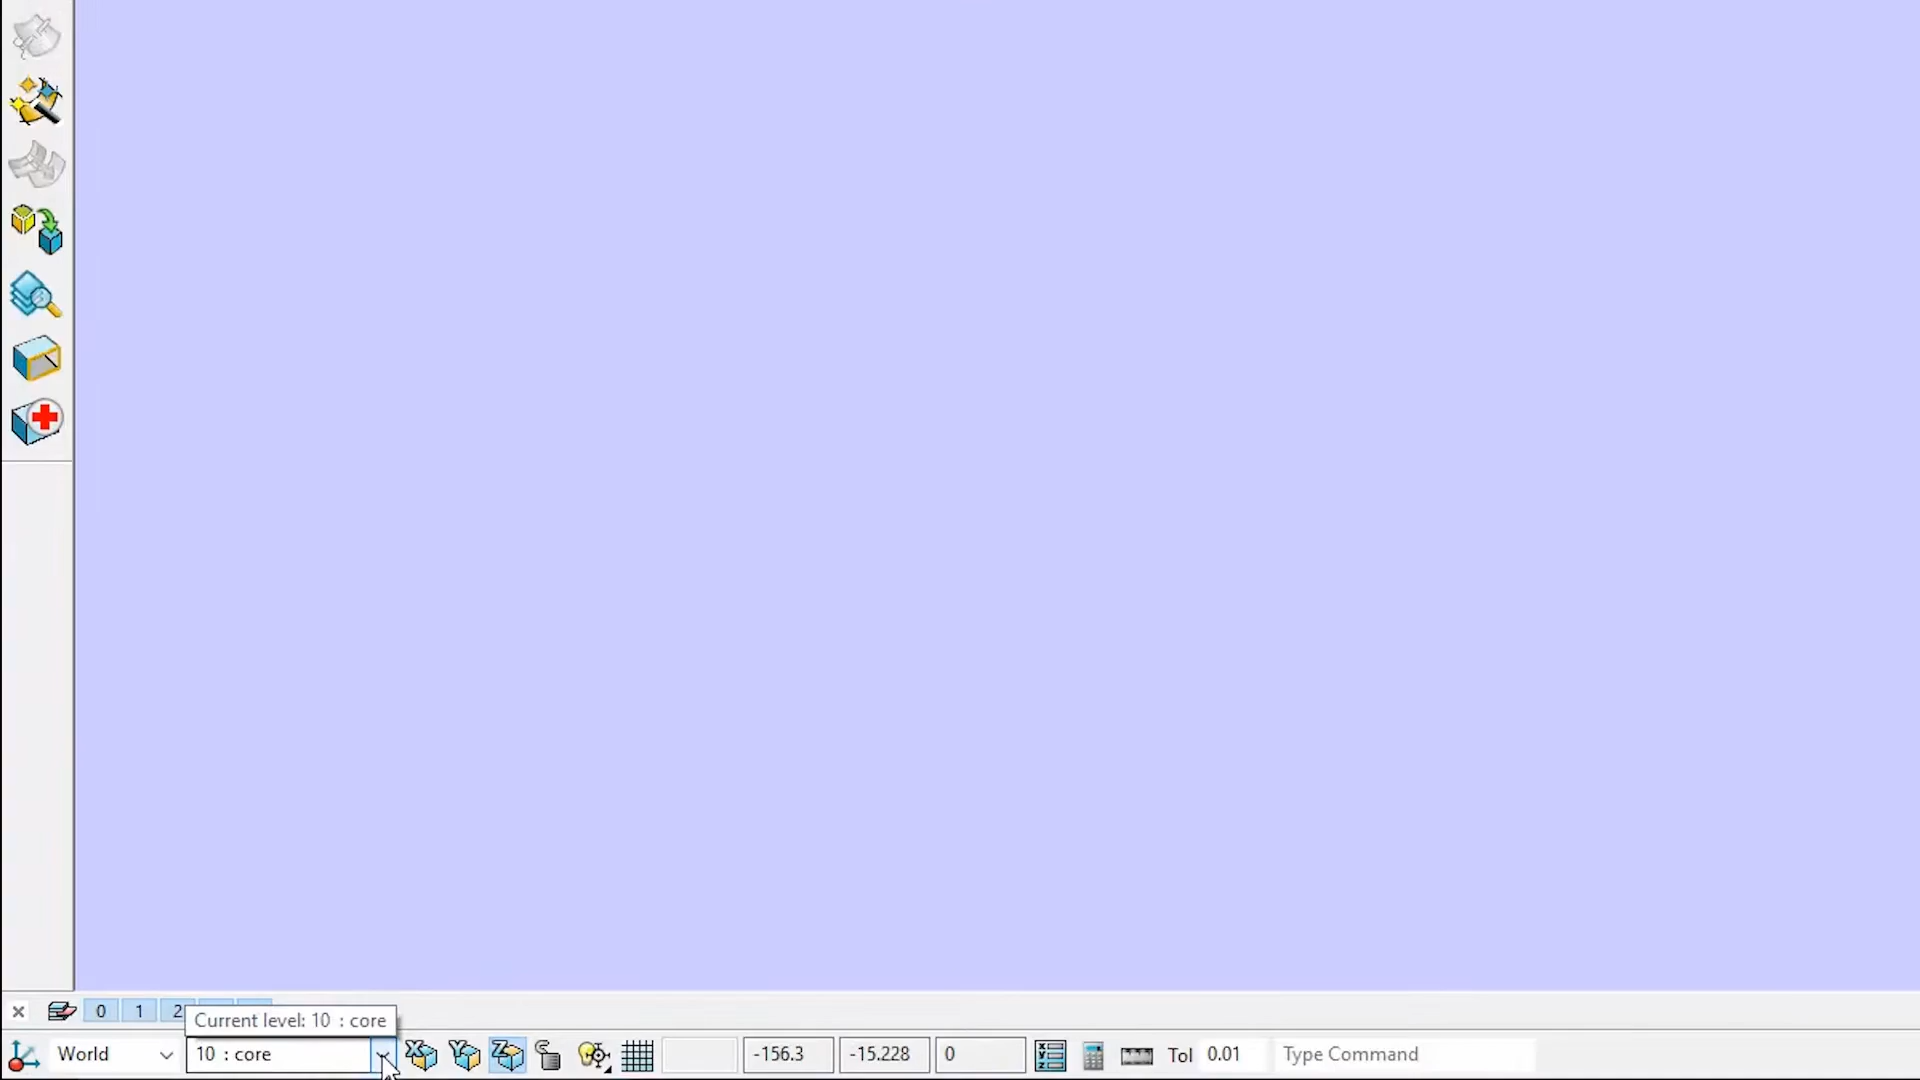 0 1 2
Current level: 10 : core
World 10 : core -156.3 -15.228 0 Tol 0.01 Type Command